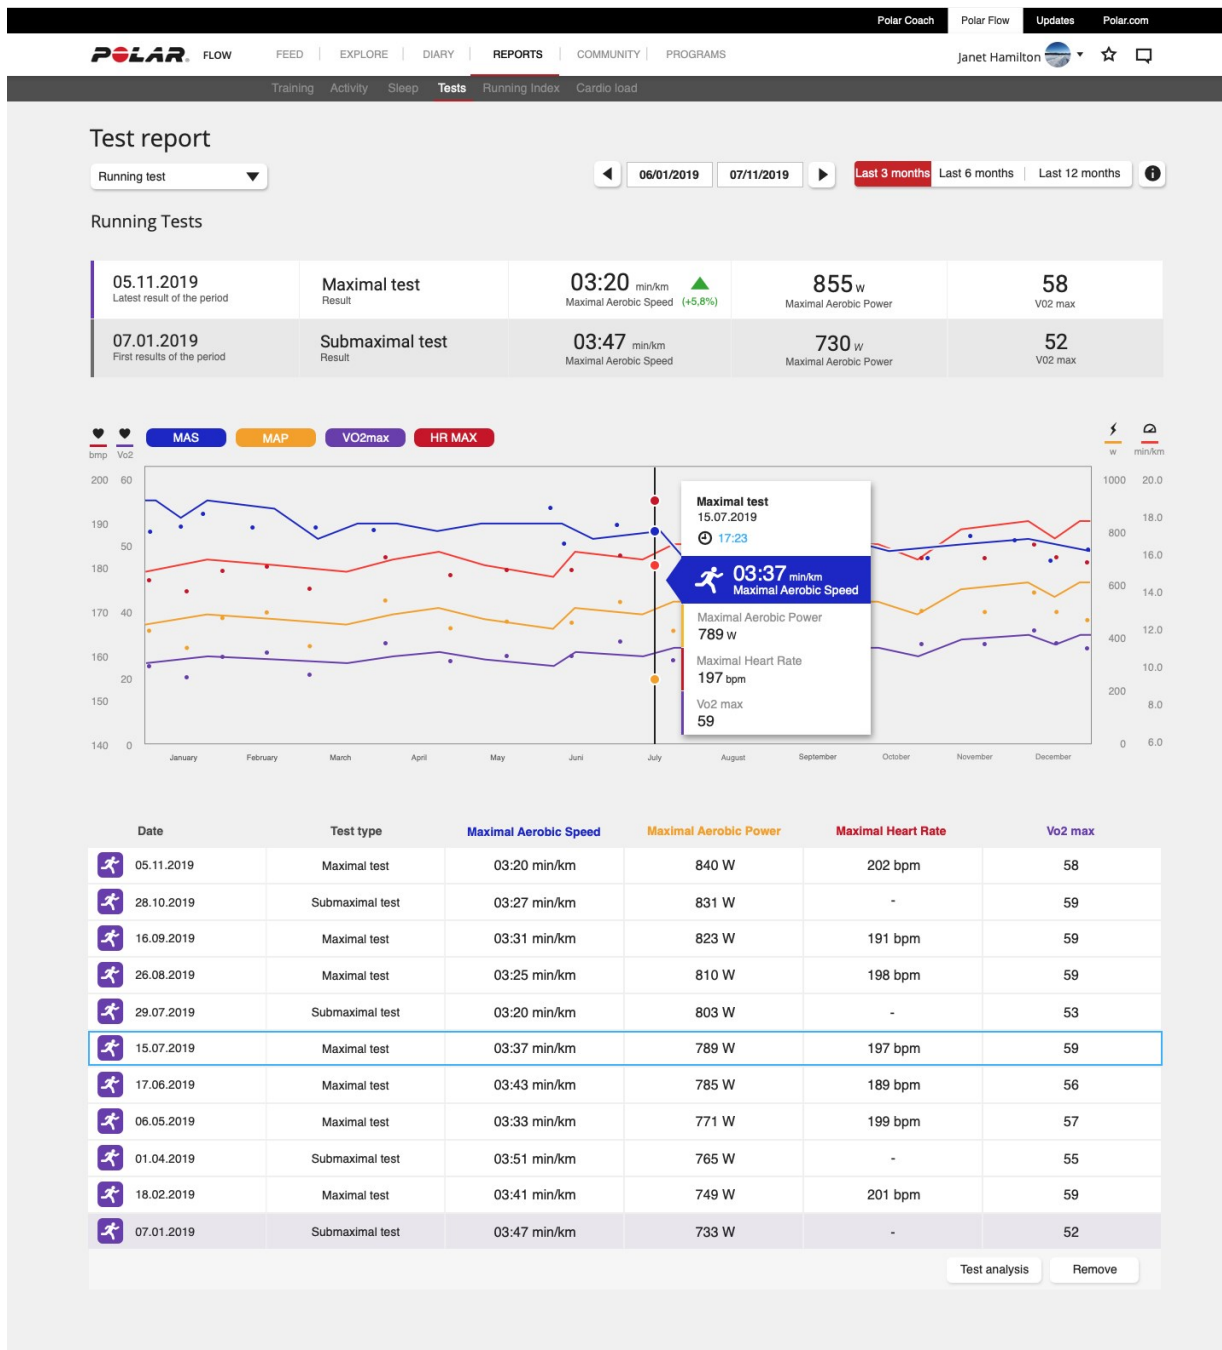 Polar Coach Polar Flow Updates Polar.com
POLAR. FLOW FEED EXPLORE DIARY REPORTS COMMUNITY PROGRAMS Janet Hamilton
Training Activity Sleep Tests Running Index Cardio load
Test report
Running test 06/01/2019 07/11/2019 Last 3 months Last 6 months Last 12 months
Running Tests
05.11.2019 Maximal test 03:20 min/km 855 w 58
Latest result of the period Result Maximal Aerobic Speed (+5,8%) Maximal Aerobic Power V02 max
07.01.2019 Submaximal test 03:47 min/km 730 w 52
First results of the period Result Maximal Aerobic Speed Maximal Aerobic Power V02 max
MAS MAP VO2max HR MAX
bmp Vo2 w min/km
200 60 1000 20.0
Maximal test
15.07.2019
190 18.0
17:23
800
50
16.0
180
03:37 min/km
600
Maximal Aerobic Speed
14.0
170 40
Maximal Aerobic Power
12.0
789 w
400
160
Maximal Heart Rate
10.0
20
197 bpm
200
150
Vo2 max
8.0
59
140 0 0 6.0
January February March April May Juni July August September October November December
Date Test type Maximal Aerobic Speed Maximal Aerobic Power Maximal Heart Rate Vo2 max
05.11.2019 Maximal test 03:20 min/km 840 W 202 bpm 58
28.10.2019 Submaximal test 03:27 min/km 831 W - 59
16.09.2019 Maximal test 03:31 min/km 823 W 191 bpm 59
26.08.2019 Maximal test 03:25 min/km 810 W 198 bpm 59
29.07.2019 Submaximal test 03:20 min/km 803 W - 53
15.07.2019 Maximal test 03:37 min/km 789 W 197 bpm 59
17.06.2019 Maximal test 03:43 min/km 785 W 189 bpm 56
06.05.2019 Maximal test 03:33 min/km 771 W 199 bpm 57
01.04.2019 Submaximal test 03:51 min/km 765 W - 55
18.02.2019 Maximal test 03:41 min/km 749 W 201 bpm 59
07.01.2019 Submaximal test 03:47 min/km 733 W - 52
Test analysis Remove